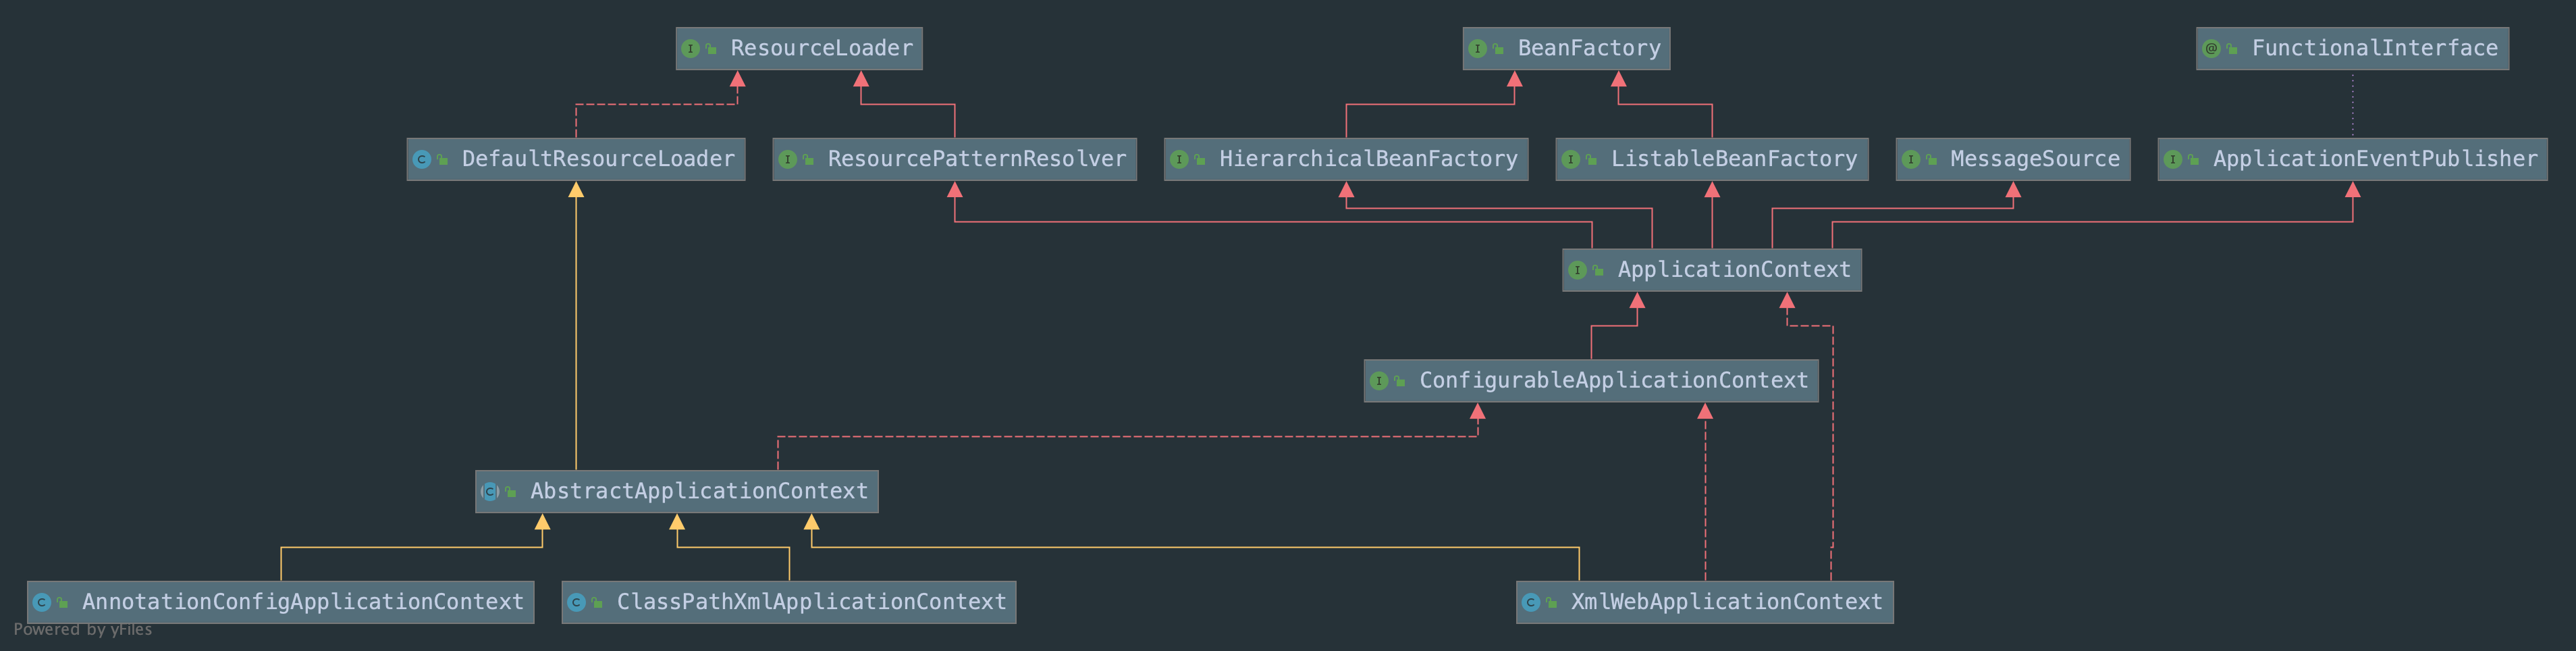 ResourceLoader
BeanFactory
FunctionalInterface
DefaultResourceLoader
ResourcePatternResolver
HierarchicalBeanFactory
ListableBeanFactory
MessageSource
ApplicationEventPublisher
ApplicationContext
ConfigurableApplicationContext
AbstractApplicationContext
AnnotationConfigApplicationContext
ClassPathXmlApplicationContext
XmlWebApplicationContext
Powered by yFiles